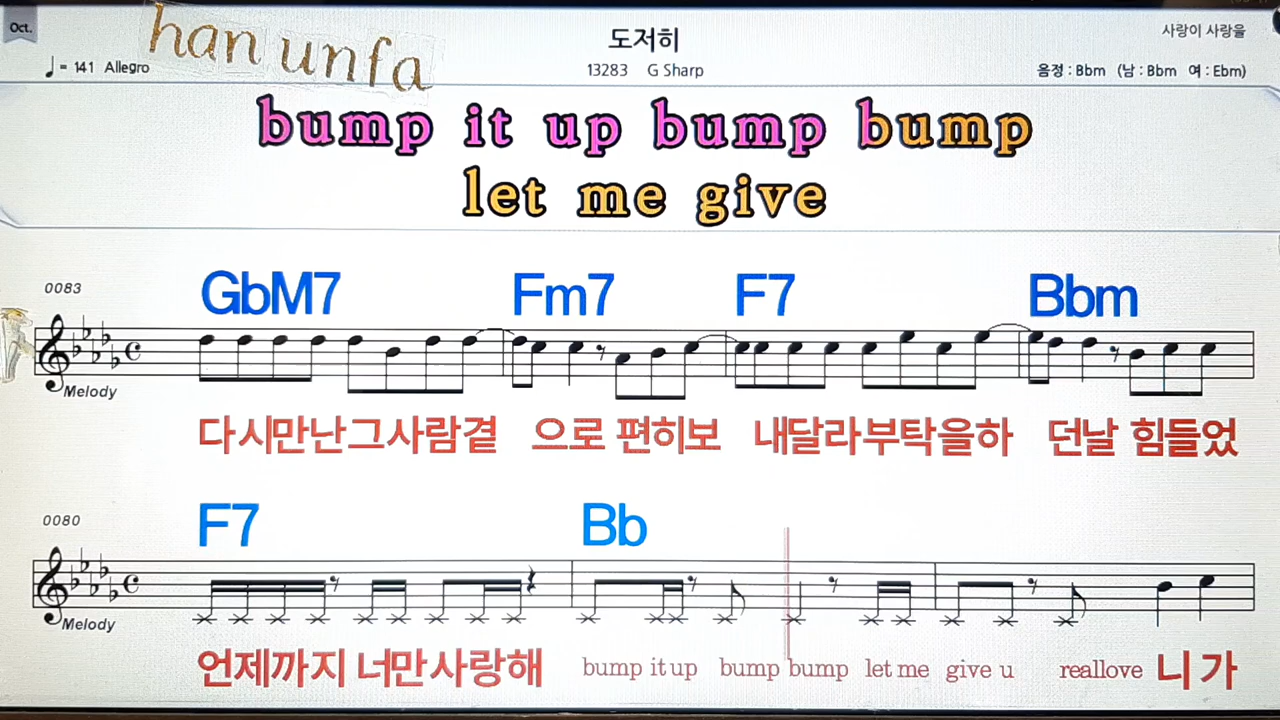 Oct.
han unfa
도저히
사랑이 사랑을
♩= 141 Allegro
13283 G Sharp
음정 : Bbm (남 : Bbm 여 : Ebm)
bump it up bump bump
let me give
0083
GbM7 Fm7 F7 Bbm
Melody
다시만난그사람곁 으로 편히보 내달라부탁을하 던날 힘들었
0080
F7 Bb
Melody
언제까지 너만사랑해 bump it up bump bump let me give u reallove 니가